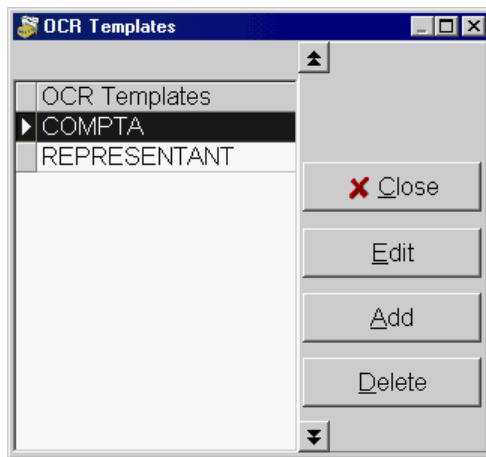 OCR Templates
OCR Templates
COMPTA
REPRESENTANT
Close
Edit
Add
Delete